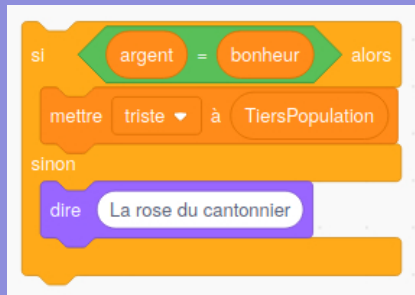 si argent = bonheur alors
mettre triste à TiersPopulation
sinon
dire La rose du cantonnier